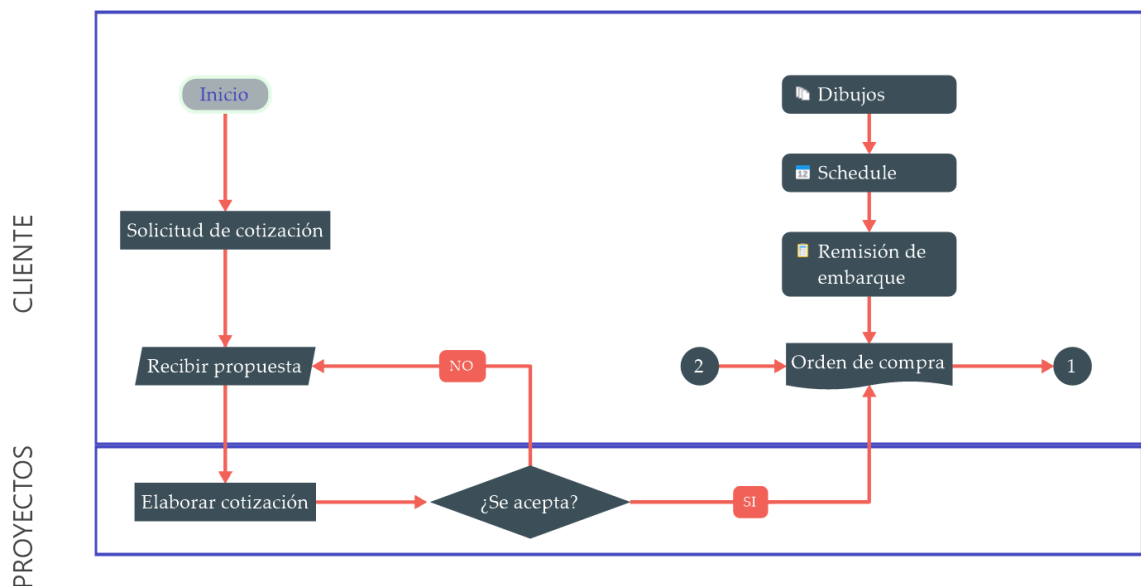 CLIENTE
Inicio
Solicitud de cotización
Recibir propuesta
NO
Dibujos
12
Schedule
Remisión de
embarque
2
Orden de compra
1
PROYECTOS
Elaborar cotización
¿Se acepta?
SI